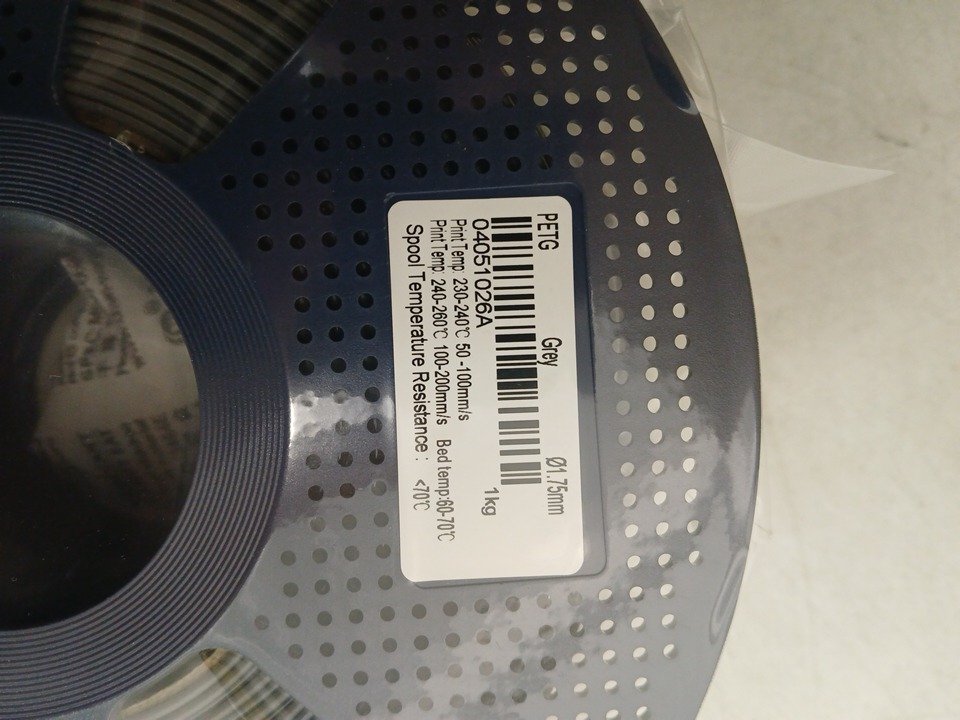 PETG Grey Ø1.75mm
04051026A 1kg
Print Temp: 230-240℃ 50 -100mm/s
Print Temp: 240-260℃ 100-200mm/s Bed temp:60-70℃
Spool Temperature Resistance : <70℃